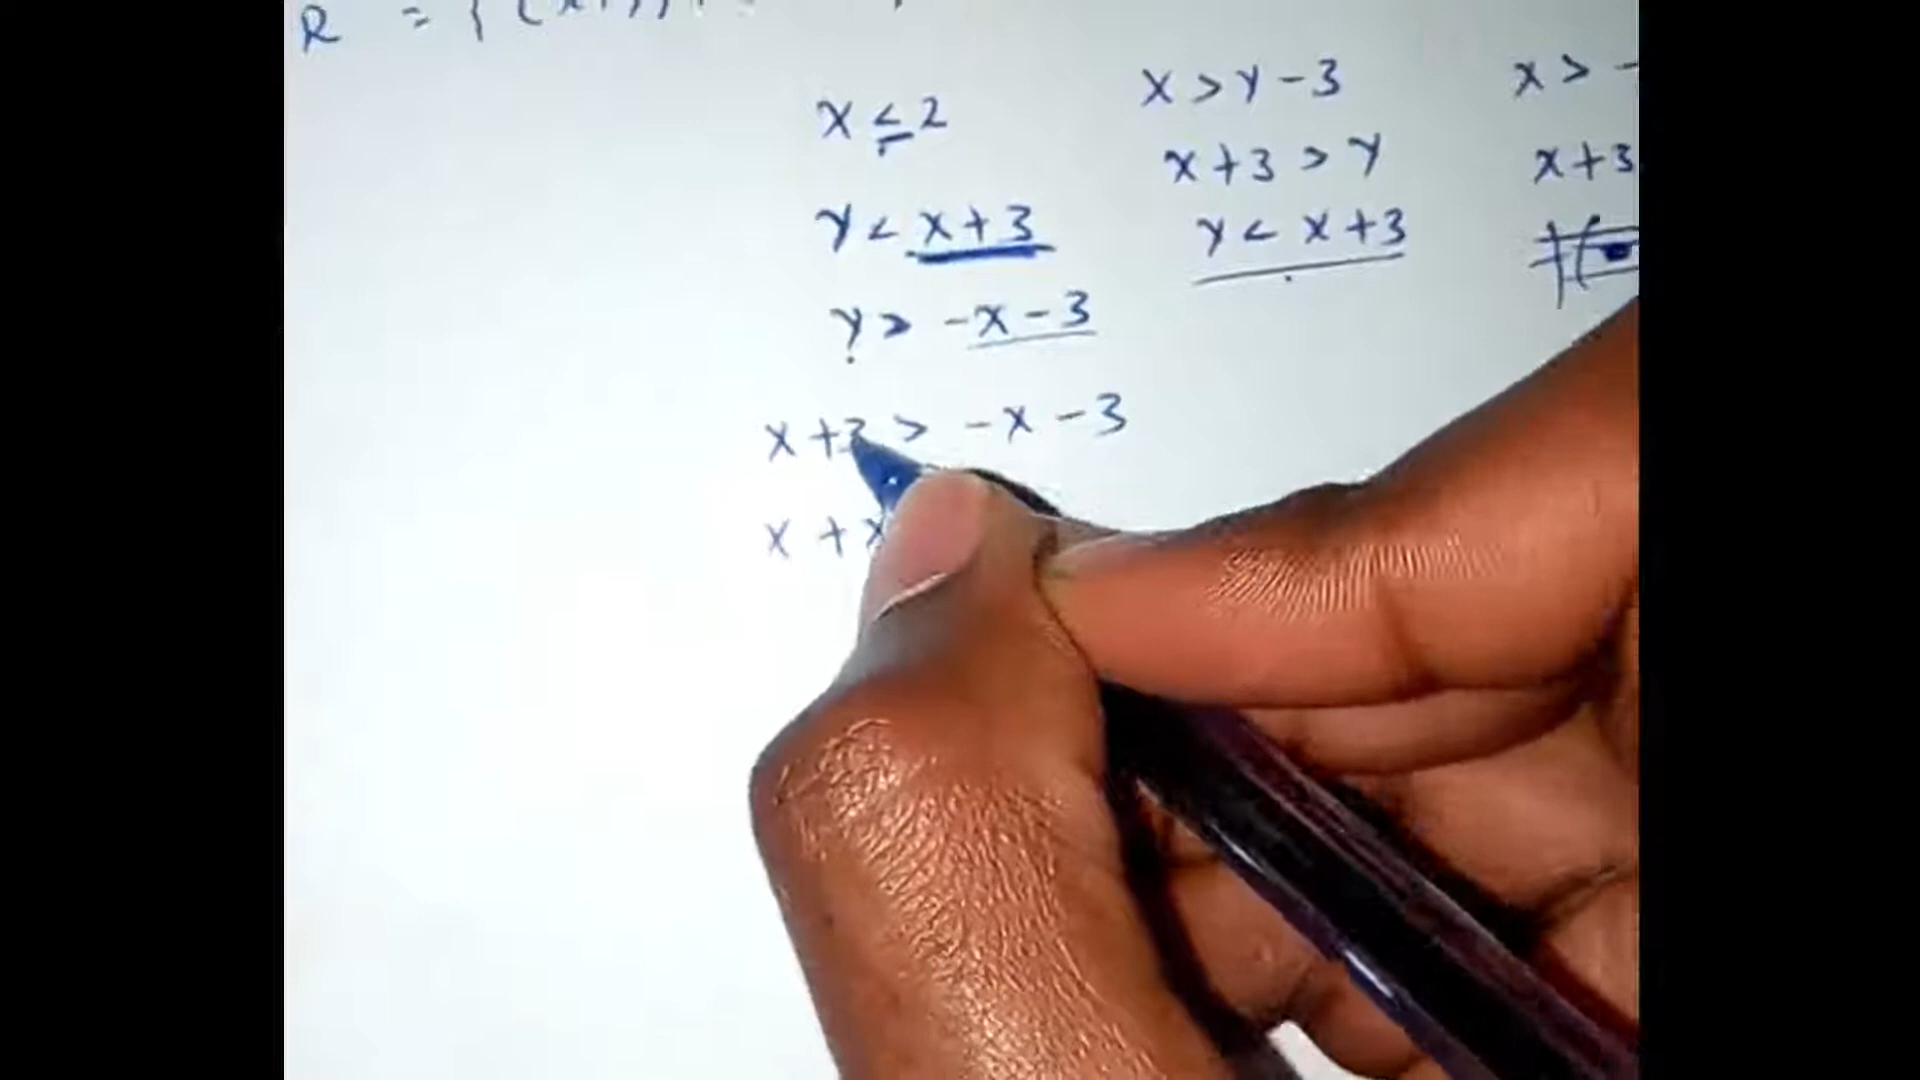 R = {(x,y)
x ≤ 2
y < x+3
y > -x-3
x+3 > -x-3
x+x
x > y-3
x+3 > y
y < x+3
x > -
x+3